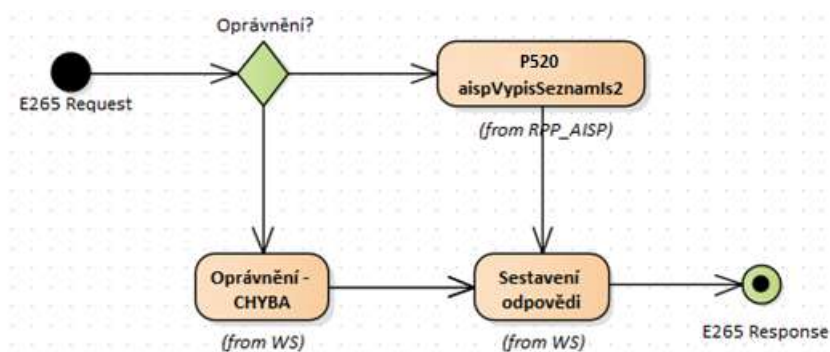 Oprávnění?
E265 Request
P520
aispVypisSeznamIs2
(from RPP_AISP)
Oprávnění -
CHYBA
(from WS)
Sestavení
odpovědi
(from WS)
E265 Response